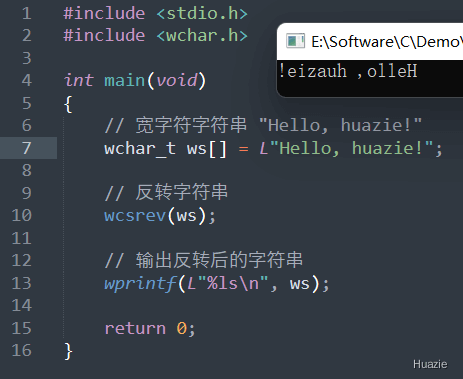 1 #include <stdio.h>
2 #include <wchar.h>
3
4 int main(void)
5 {
6 // 宽字符字符串 "Hello, huazie!"
7 wchar_t ws[] = L"Hello, huazie!";
8
9 // 反转字符串
10 wcsrev(ws);
11
12 // 输出反转后的字符串
13 wprintf(L"%ls\n", ws);
14
15 return 0;
16 }
E:\Software\C\Demo\
!eizauh ,olleH
Huazie